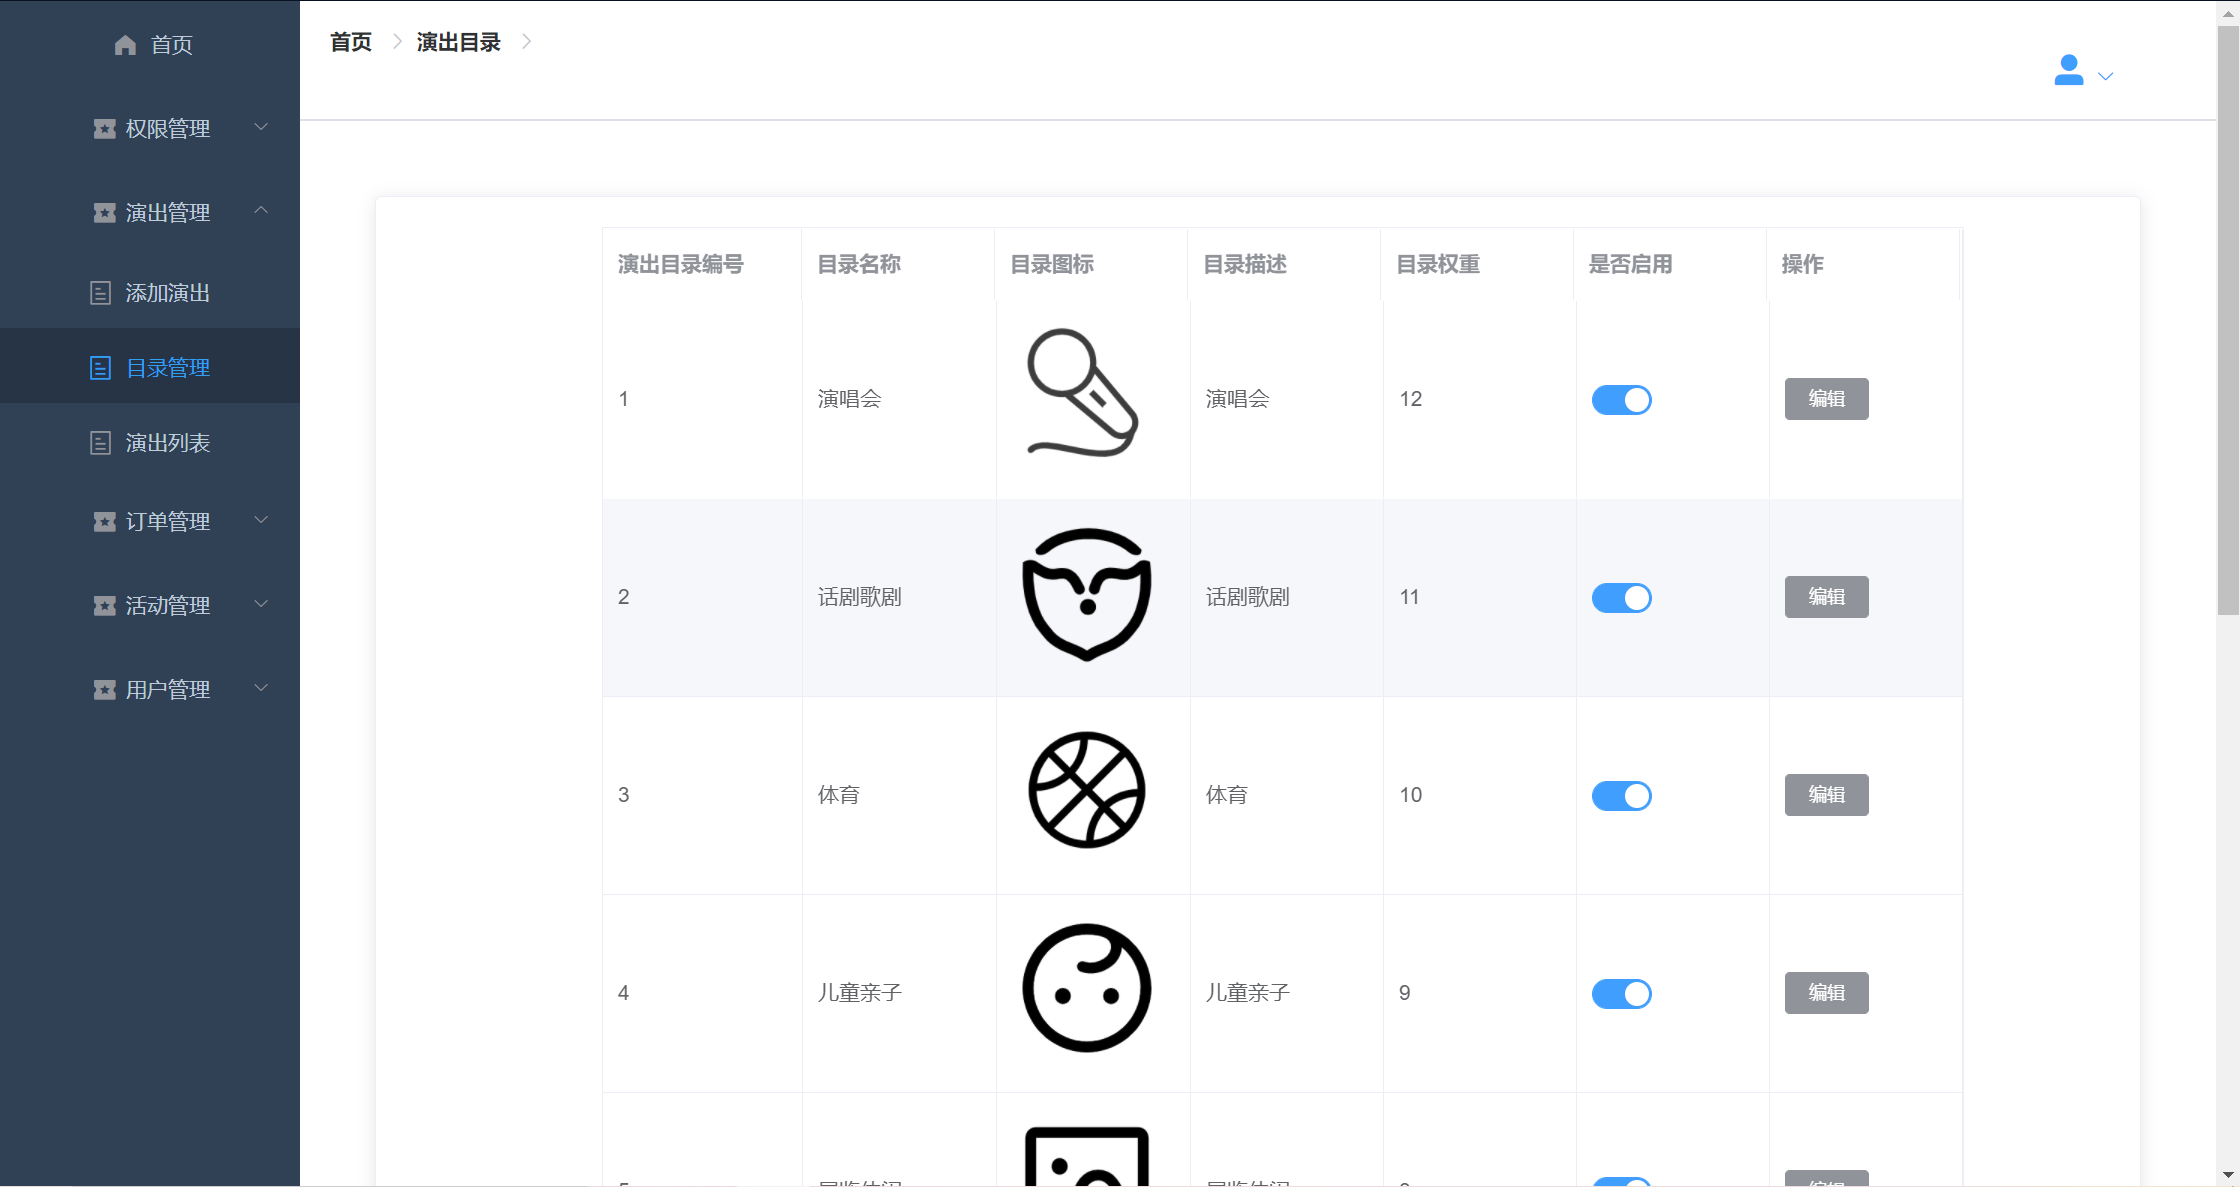 首页
权限管理
演出管理
添加演出
目录管理
演出列表
订单管理
活动管理
用户管理
首页 演出目录
演出目录编号 目录名称 目录图标 目录描述 目录权重 是否启用 操作
1 演唱会 演唱会 12 编辑
2 话剧歌剧 话剧歌剧 11 编辑
3 体育 体育 10 编辑
4 儿童亲子 儿童亲子 9 编辑